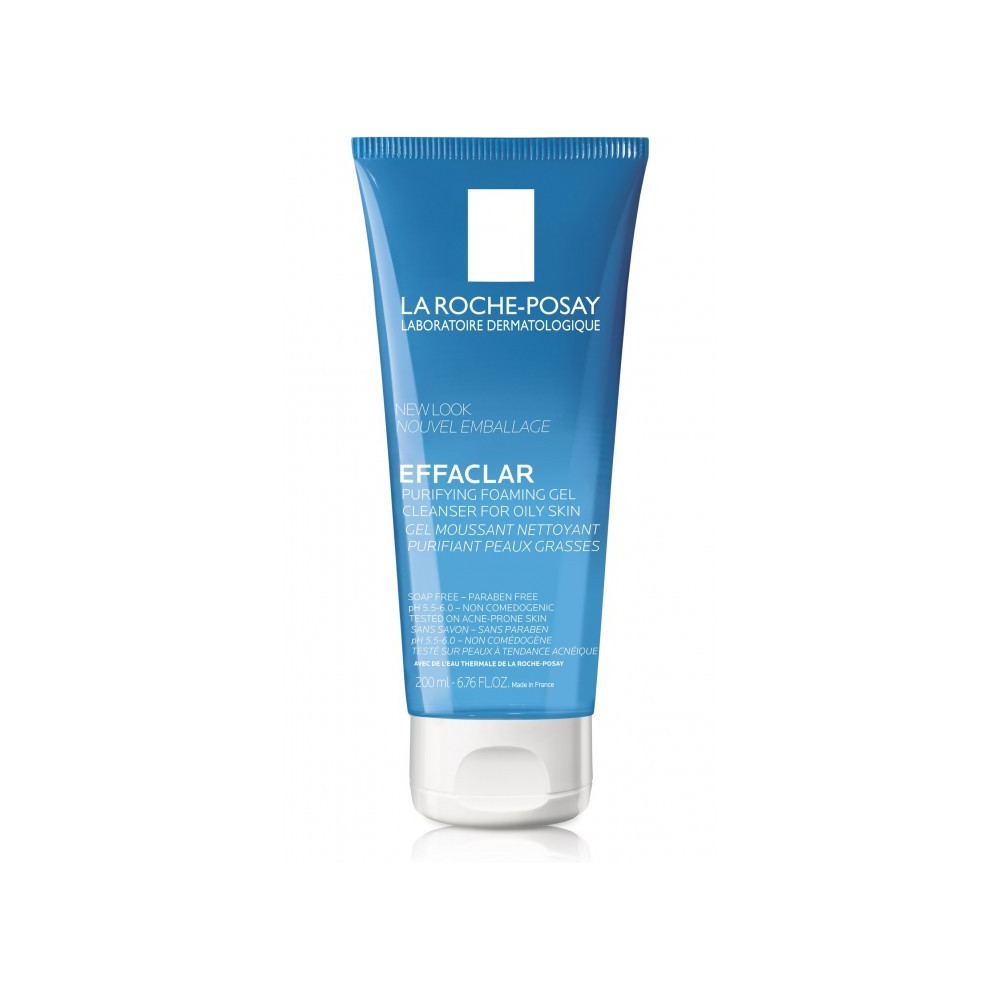 LA ROCHE-POSAY
LABORATOIRE DERMATOLOGIQUE
NEW LOOK
NOUVEL EMBALLAGE
EFFACLAR
PURIFYING FOAMING GEL
CLEANSER FOR OILY SKIN
GEL MOUSSANT NETTOYANT
PURIFIANT PEAUX GRASSES
SOAP FREE – PARABEN FREE
pH 5.5-6.0 – NON COMEDOGENIC
TESTED ON ACNE-PRONE SKIN
SANS SAVON – SANS PARABEN
pH 5.5-6.0 – NON COMÉDOGÈNE
TESTÉ SUR PEAUX À TENDANCE ACNÉIQUE
AVEC DE L'EAU THERMALE DE LA ROCHE-POSAY
200 ml - 6.76 FL.OZ. Made in France